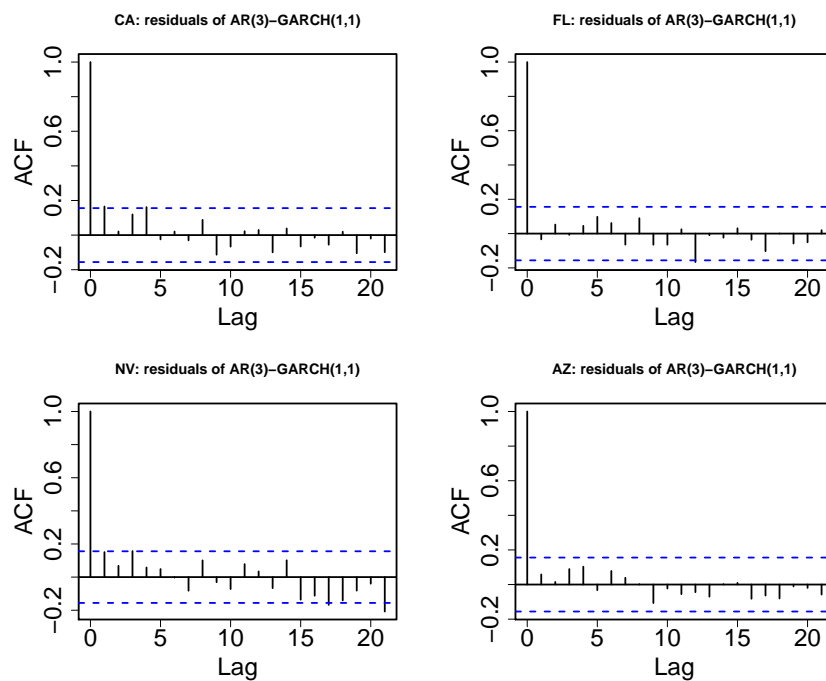 CA: residuals of AR(3)−GARCH(1,1)
ACF
1.0
0.6
0.2
−0.2
0 5 10 15 20
Lag
FL: residuals of AR(3)−GARCH(1,1)
ACF
1.0
0.6
0.2
−0.2
0 5 10 15 20
Lag
NV: residuals of AR(3)−GARCH(1,1)
ACF
1.0
0.6
0.2
−0.2
0 5 10 15 20
Lag
AZ: residuals of AR(3)−GARCH(1,1)
ACF
1.0
0.6
0.2
−0.2
0 5 10 15 20
Lag